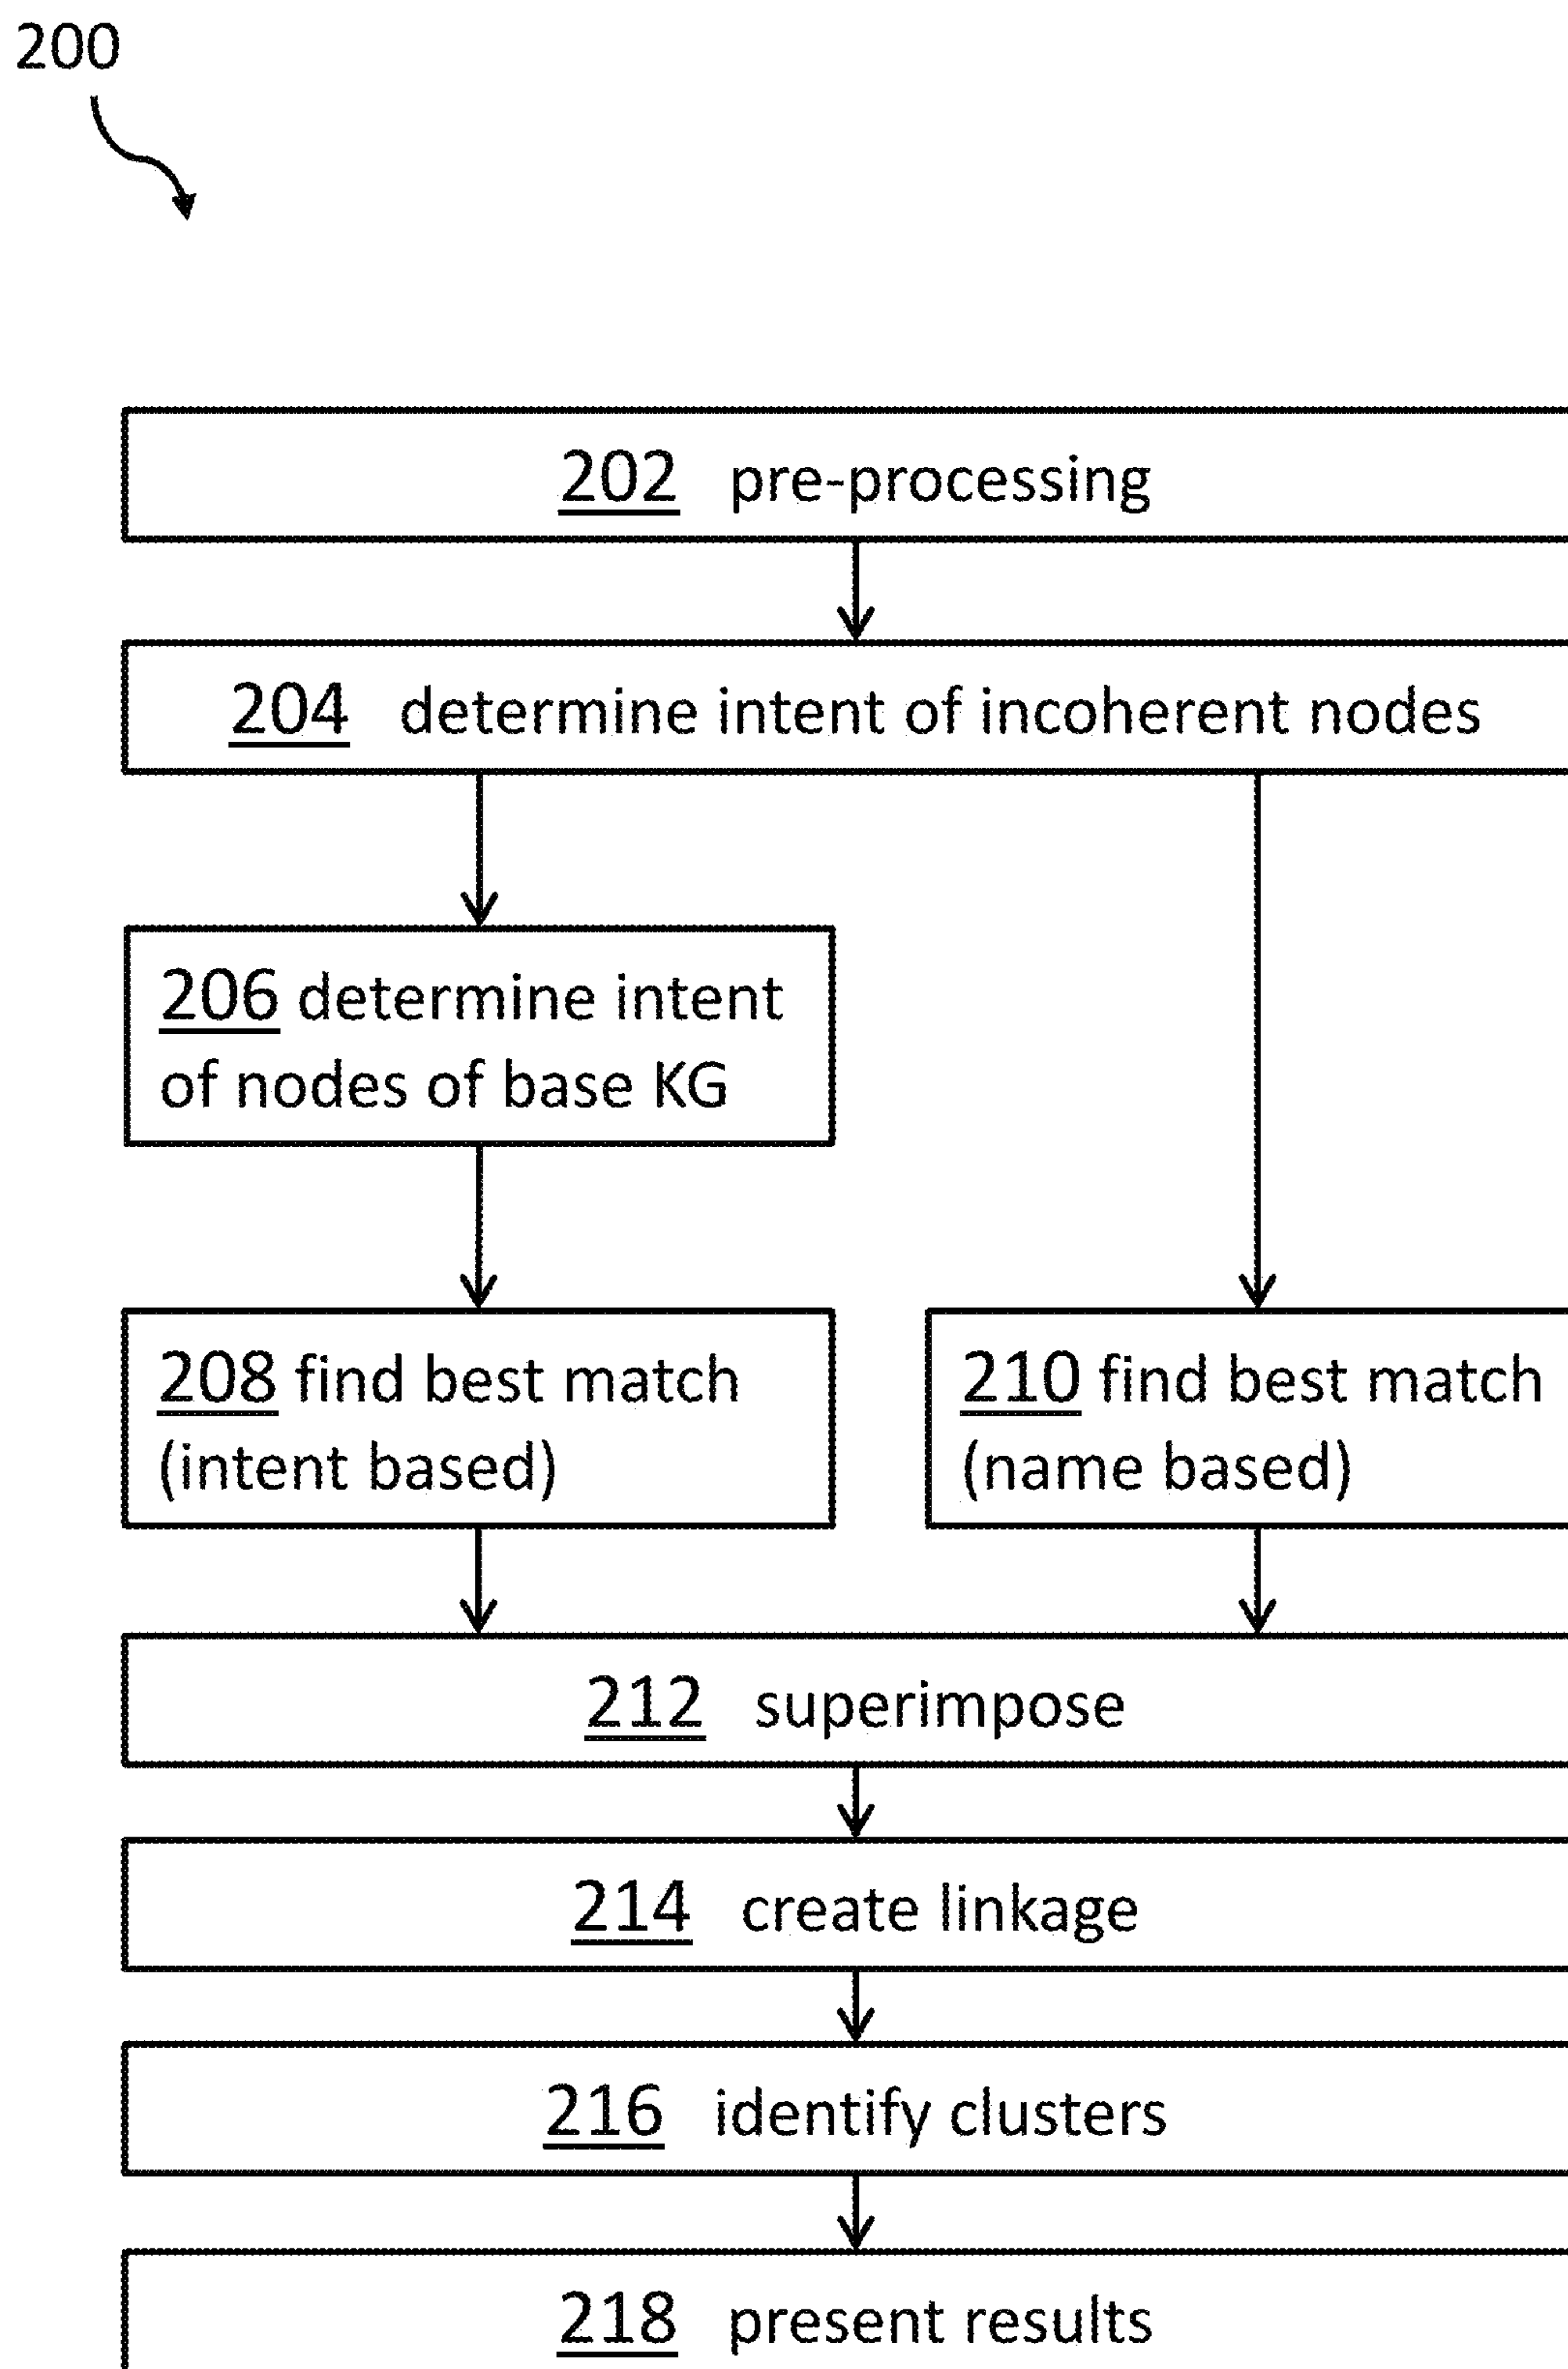 200
202 pre-processing
204 determine intent of incoherent nodes
206 determine intent
of nodes of base KG
208 find best match
(intent based)
210 find best match
(name based)
212 superimpose
214 create linkage
216 identify clusters
218 present results